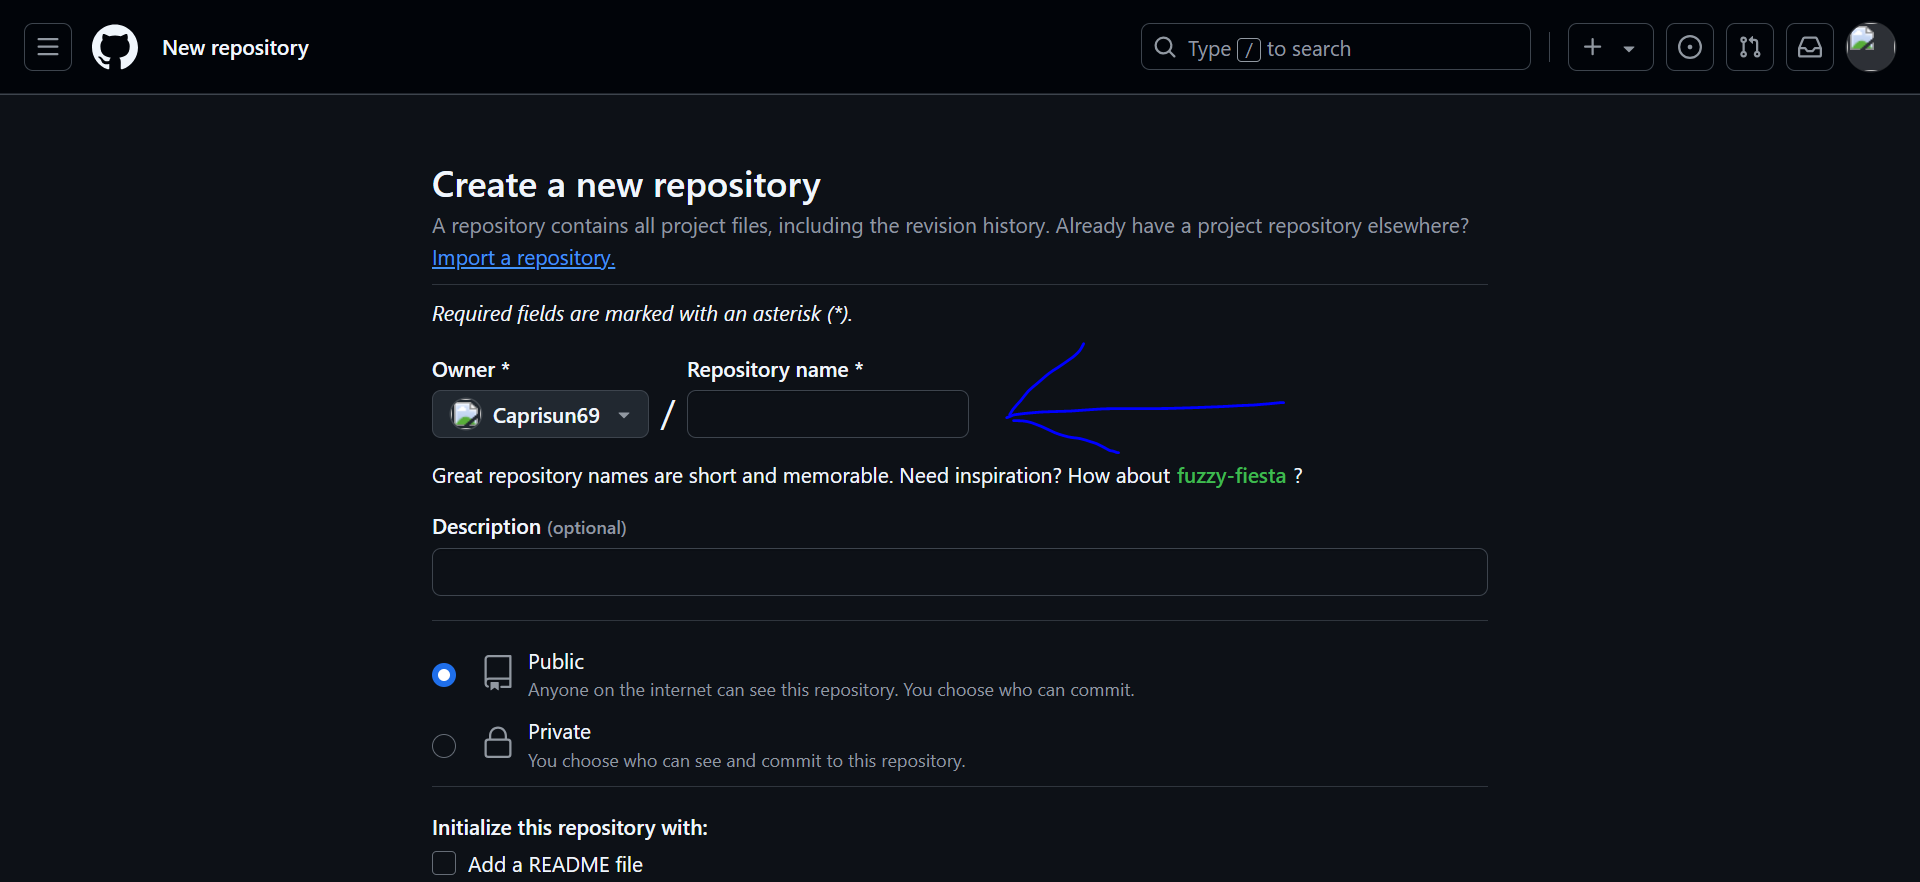 New repository
Type / to search
Create a new repository
A repository contains all project files, including the revision history. Already have a project repository elsewhere?
Import a repository.
Required fields are marked with an asterisk (*).
Owner * Repository name *
Caprisun69 /
Great repository names are short and memorable. Need inspiration? How about fuzzy-fiesta ?
Description (optional)
Public
Anyone on the internet can see this repository. You choose who can commit.
Private
You choose who can see and commit to this repository.
Initialize this repository with:
Add a README file